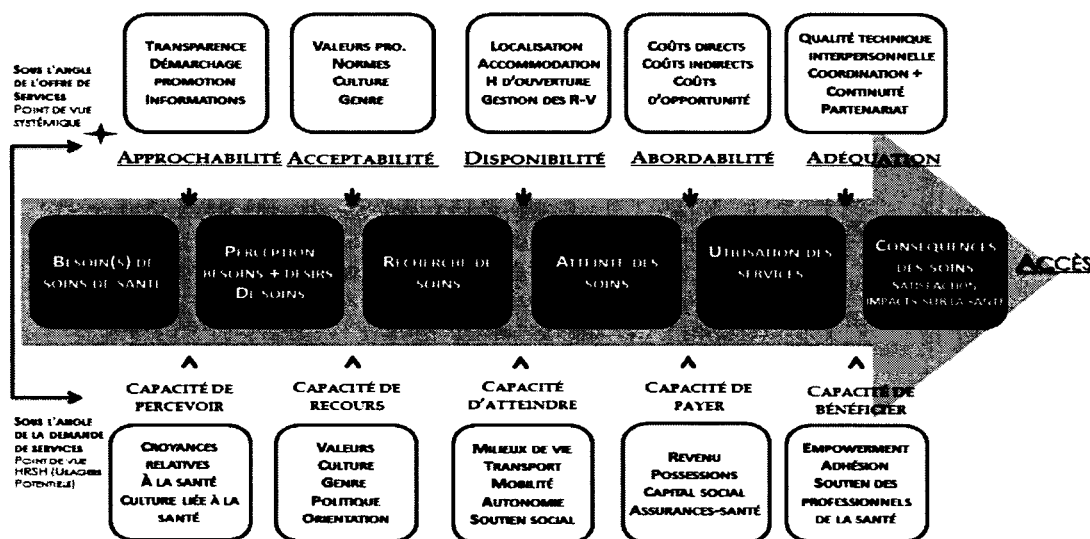 SOUS L'ANGLE
DE L'OFFRE DE
SERVICES
POINT DE VUE
SYSTÉMIQUE
TRANSPARENCE
DÉMARCHAGE
PROMOTION
INFORMATIONS
VALEURS PRO.
NORMES
CULTURE
GENRE
LOCALISATION
ACCOMMODATION
H D'OUVERTURE
GESTION DES R-V
COÛTS DIRECTS
COÛTS INDIRECTS
COÛTS
D'OPPORTUNITÉ
QUALITÉ TECHNIQUE
INTERPERSONNELLE
COORDINATION +
CONTINUITÉ
PARTENARIAT
APPROCHABILITÉ
ACCEPTABILITÉ
DISPONIBILITÉ
ABORDABILITÉ
ADÉQUATION
BESOIN(S) DE
SOINS DE SANTÉ
PERCEPTION
BESOINS + DÉSIRS
DE SOINS
RECHERCHE DE
SOINS
ATTEINTE DES
SOINS
UTILISATION DES
SERVICES
CONSÉQUENCES
DES SOINS
SATISFACTION
IMPACTS SUR LA SANTÉ
ACCÈS
CAPACITÉ DE
PERCEVOIR
CAPACITÉ DE
RECOURS
CAPACITÉ
D'ATTEINDRE
CAPACITÉ DE
PAYER
CAPACITÉ DE
BÉNÉFICIER
SOUS L'ANGLE
DE LA DEMANDE
DE SERVICES
POINT DE VUE
HRSH (USAGERS
POTENTIELS)
CROYANCES
RELATIVES
À LA SANTÉ
CULTURE LIÉE À LA
SANTÉ
VALEURS
CULTURE
GENRE
POLITIQUE
ORIENTATION
MILIEUX DE VIE
TRANSPORT
MOBILITÉ
AUTONOMIE
SOUTIEN SOCIAL
REVENU
POSSESSIONS
CAPITAL SOCIAL
ASSURANCES-SANTÉ
EMPOWERMENT
ADHÉSION
SOUTIEN DES
PROFESSIONNELS
DE LA SANTÉ